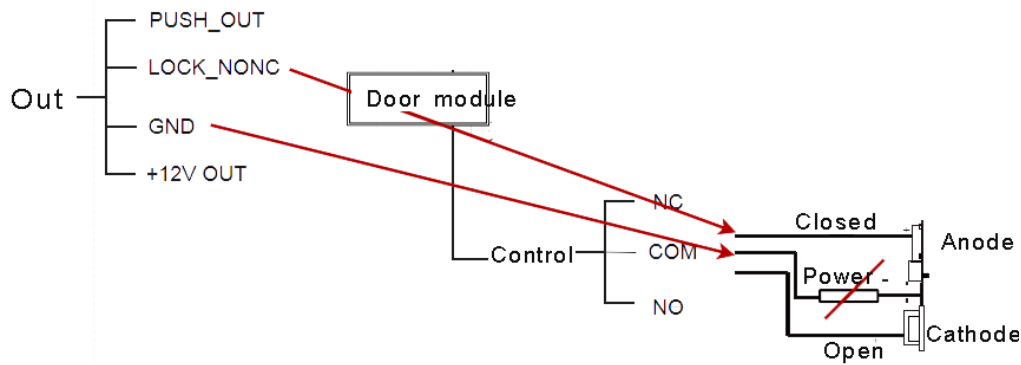 PUSH_OUT
LOCK_NONC
Out
GND
+12V OUT
Door module
NC
Control
COM
NO
Closed
Anode
Power -
Cathode
Open